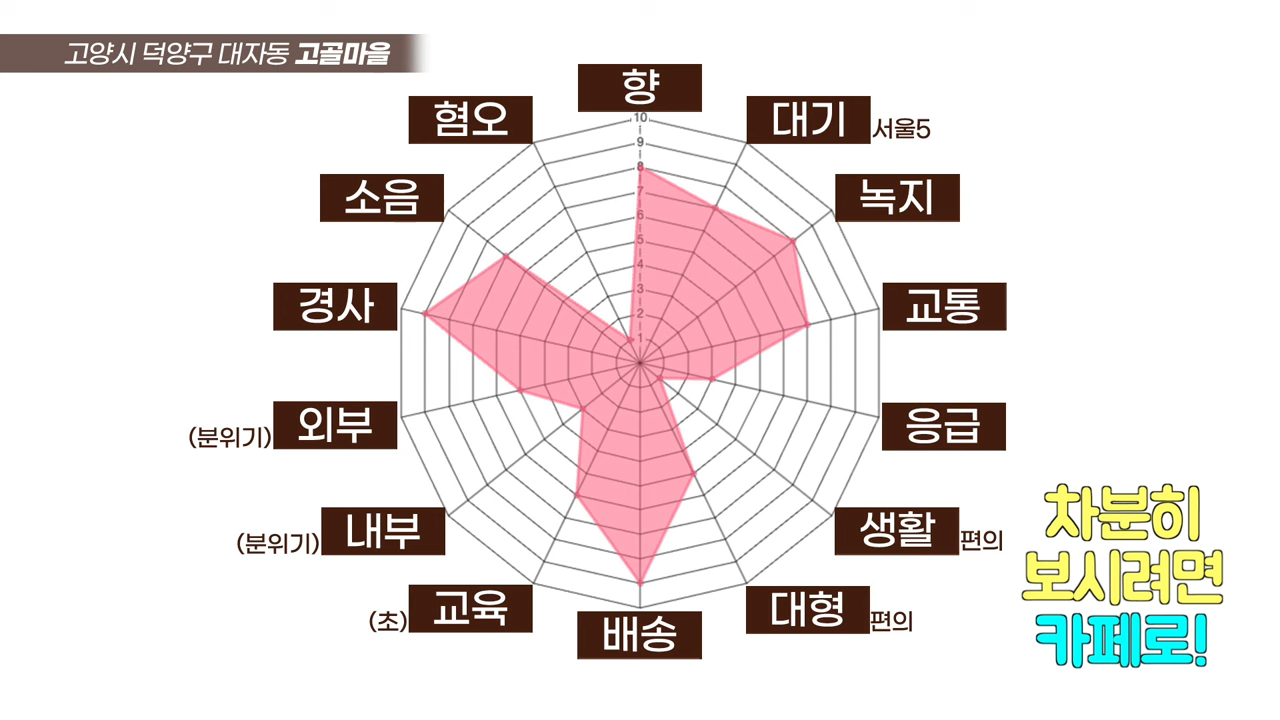 고양시 덕양구 대자동 고골마을
향
혐오
대기 서울5
소음
녹지
경사
교통
(분위기) 외부
응급
(분위기) 내부
생활 편의
(초) 교육
대형 편의
배송
10
9
8
7
6
5
4
3
2
1
차분히
보시려면
카페로!